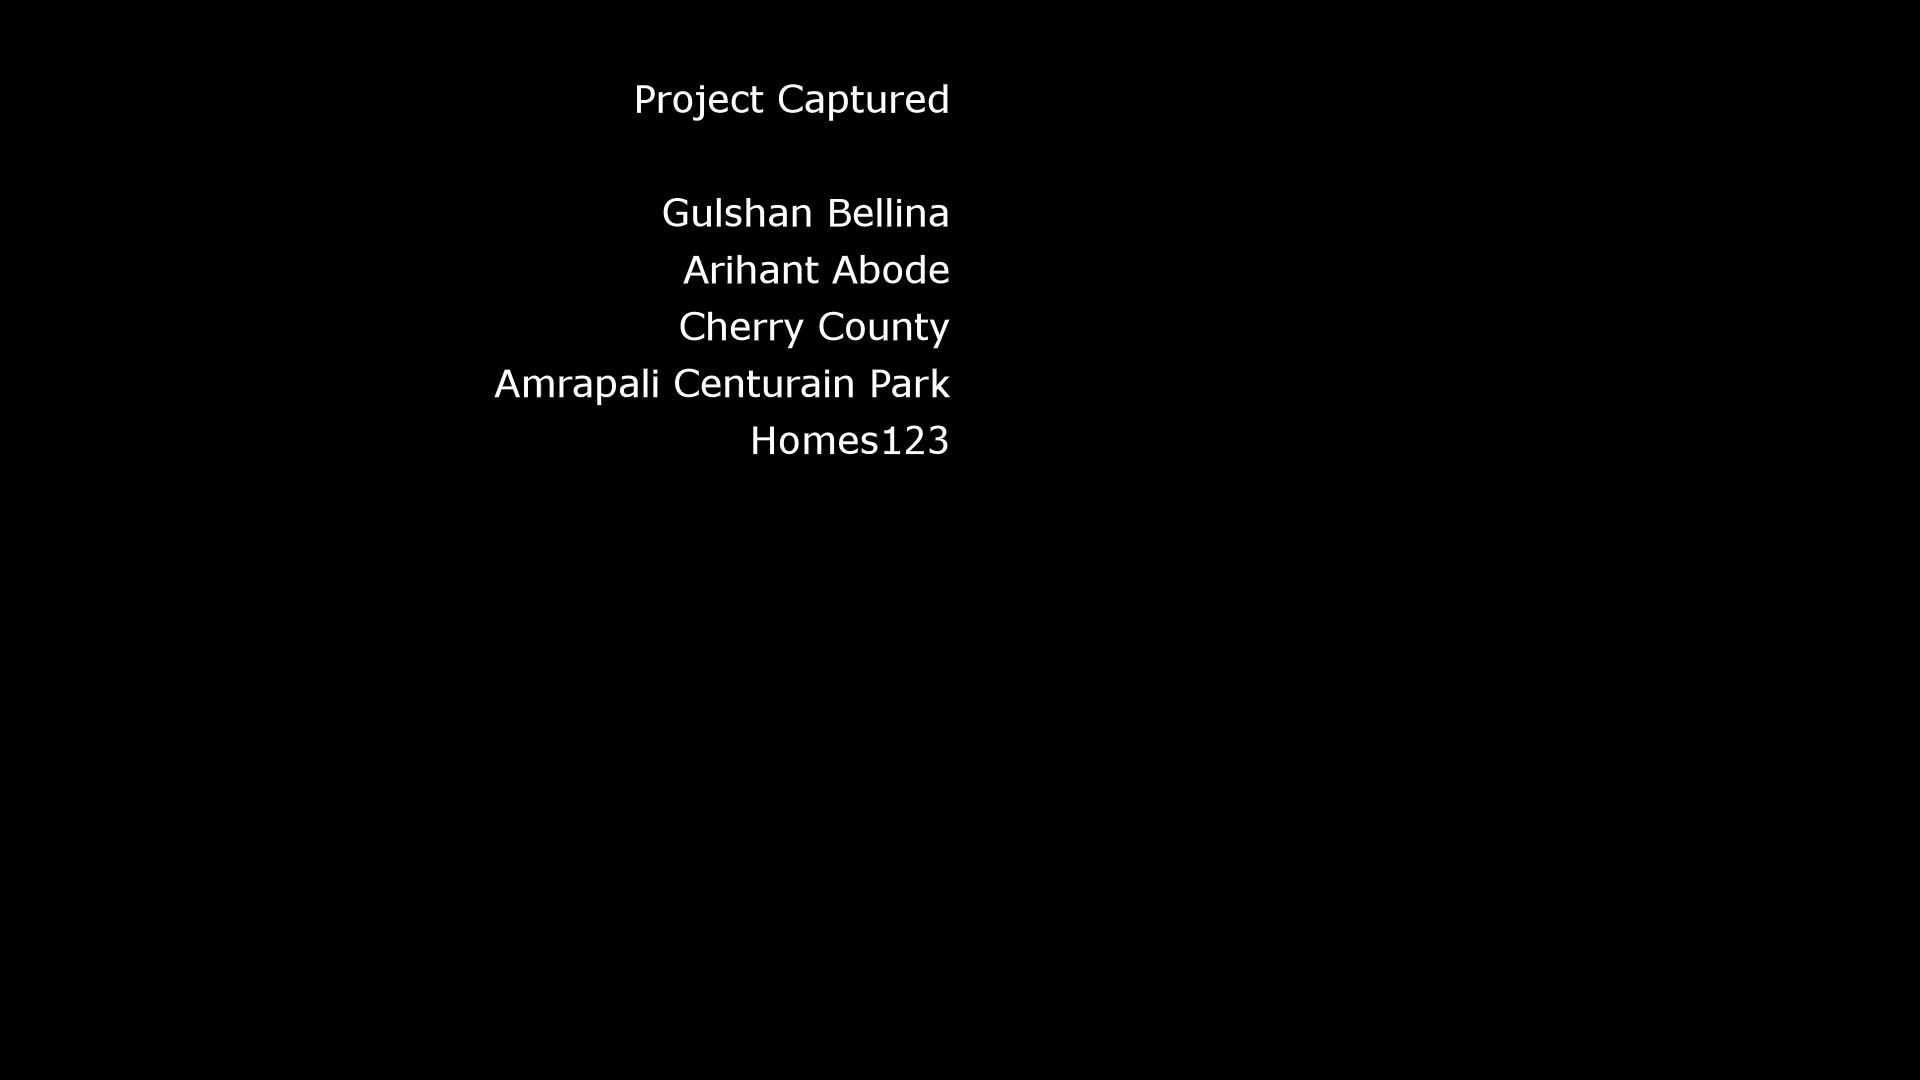 Project Captured
Gulshan Bellina
Arihant Abode
Cherry County
Amrapali Centurain Park
Homes123